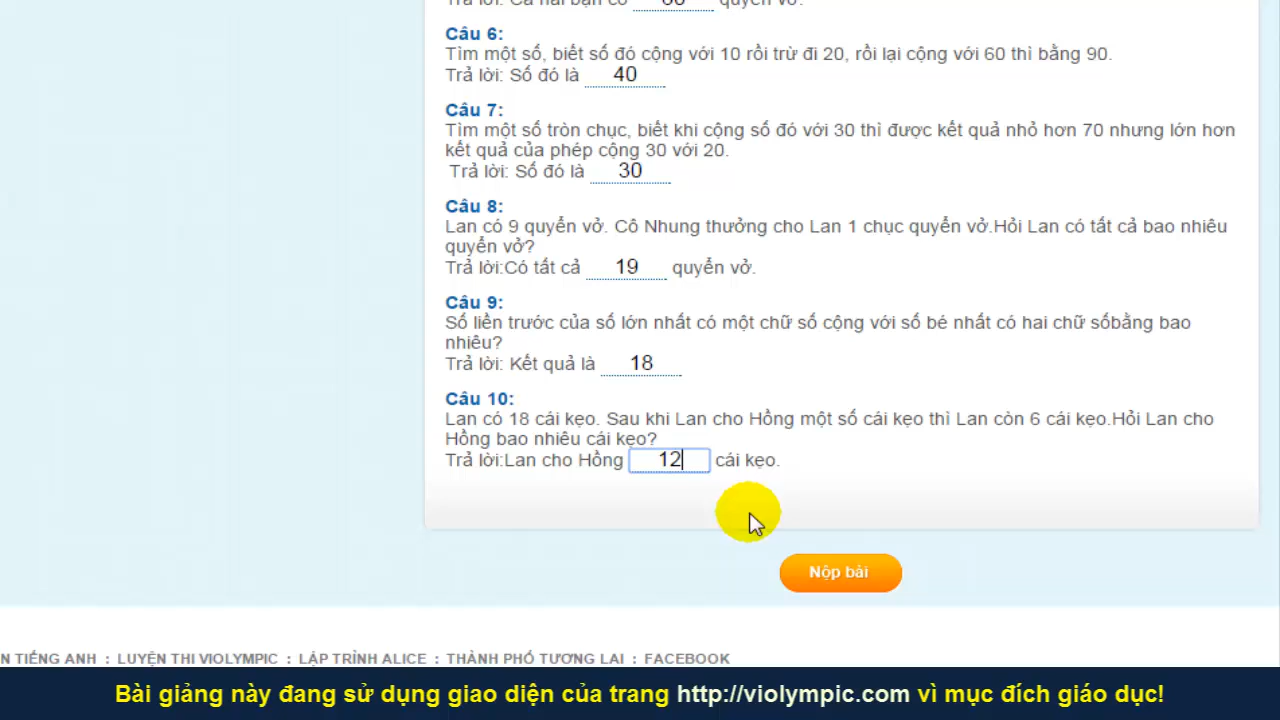 Trả lời: Cả hai bạn có quyển vở.
Câu 6:
Tìm một số, biết số đó cộng với 10 rồi trừ đi 20, rồi lại cộng với 60 thì bằng 90.
Trả lời: Số đó là 40
Câu 7:
Tìm một số tròn chục, biết khi cộng số đó với 30 thì được kết quả nhỏ hơn 70 nhưng lớn hơn
kết quả của phép cộng 30 với 20.
Trả lời: Số đó là 30
Câu 8:
Lan có 9 quyển vở. Cô Nhung thưởng cho Lan 1 chục quyển vở.Hỏi Lan có tất cả bao nhiêu
quyển vở?
Trả lời:Có tất cả 19 quyển vở.
Câu 9:
Số liền trước của số lớn nhất có một chữ số cộng với số bé nhất có hai chữ sốbằng bao
nhiêu?
Trả lời: Kết quả là 18
Câu 10:
Lan có 18 cái kẹo. Sau khi Lan cho Hồng một số cái kẹo thì Lan còn 6 cái kẹo.Hỏi Lan cho
Hồng bao nhiêu cái kẹo?
Trả lời:Lan cho Hồng 12 cái kẹo.
Nộp bài
N TIẾNG ANH : LUYỆN THI VIOLYMPIC : LẬP TRÌNH ALICE : THÀNH PHỐ TƯƠNG LAI : FACEBOOK
Bài giảng này đang sử dụng giao diện của trang http://violympic.com vì mục đích giáo dục!